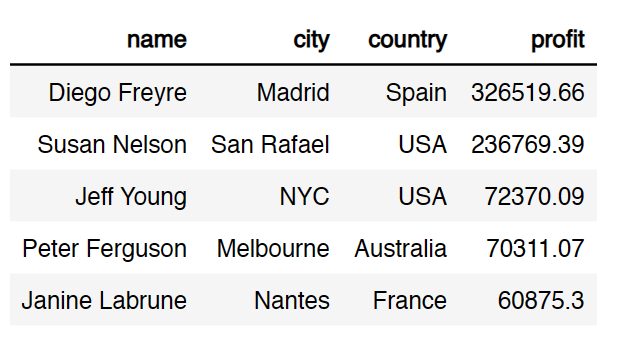 name city country profit
Diego Freyre Madrid Spain 326519.66
Susan Nelson San Rafael USA 236769.39
Jeff Young NYC USA 72370.09
Peter Ferguson Melbourne Australia 70311.07
Janine Labrune Nantes France 60875.3